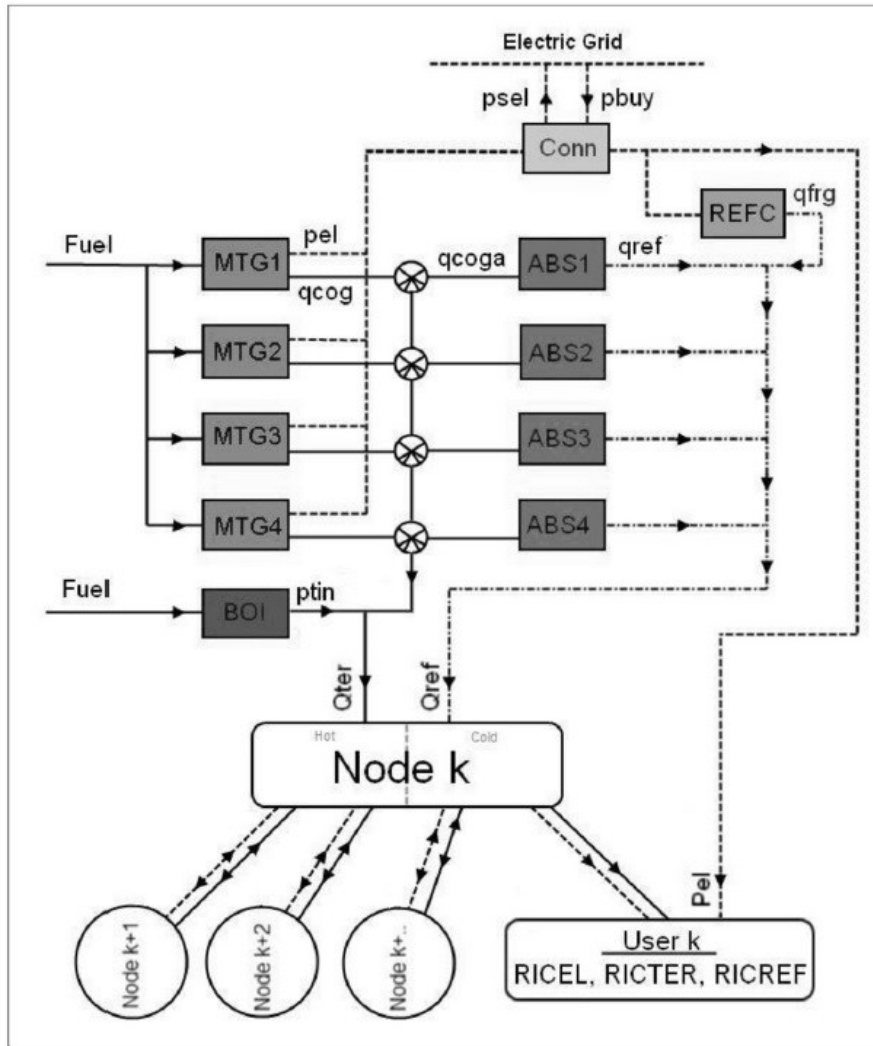 Electric Grid
psel
pbuy
Conn
REFC
qfrg
Fuel
MTG1
pel
qcog
qcoga
ABS1
qref
MTG2
ABS2
MTG3
ABS3
MTG4
ABS4
Fuel
BOI
ptin
Qter
Qref
Hot
Cold
Node k
Node k+1
Node k+2
Node k+..
Pel
User k
RICEL, RICTER, RICREF